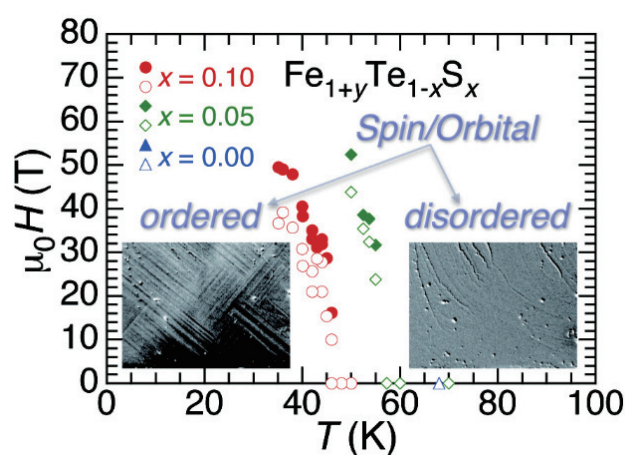 80
70
60
50
40
30
20
10
0
μ₀H (T)
x = 0.10
x = 0.05
x = 0.00
Fe₁₊yTe₁₋ₓSₓ
Spin/Orbital
ordered
disordered
0 20 40 60 80 100
T (K)